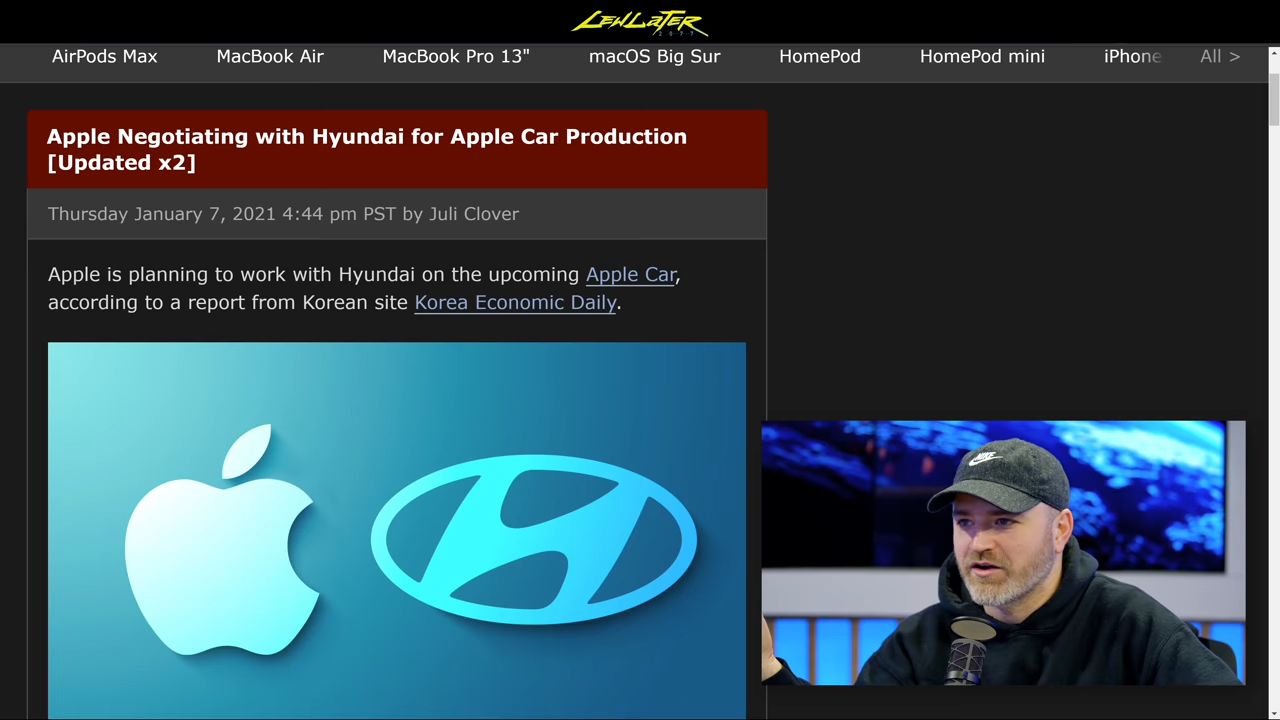 LEWLATER
2077
AirPods Max MacBook Air MacBook Pro 13" macOS Big Sur HomePod HomePod mini iPhone All >
Apple Negotiating with Hyundai for Apple Car Production
[Updated x2]
Thursday January 7, 2021 4:44 pm PST by Juli Clover
Apple is planning to work with Hyundai on the upcoming Apple Car,
according to a report from Korean site Korea Economic Daily.
NIKE